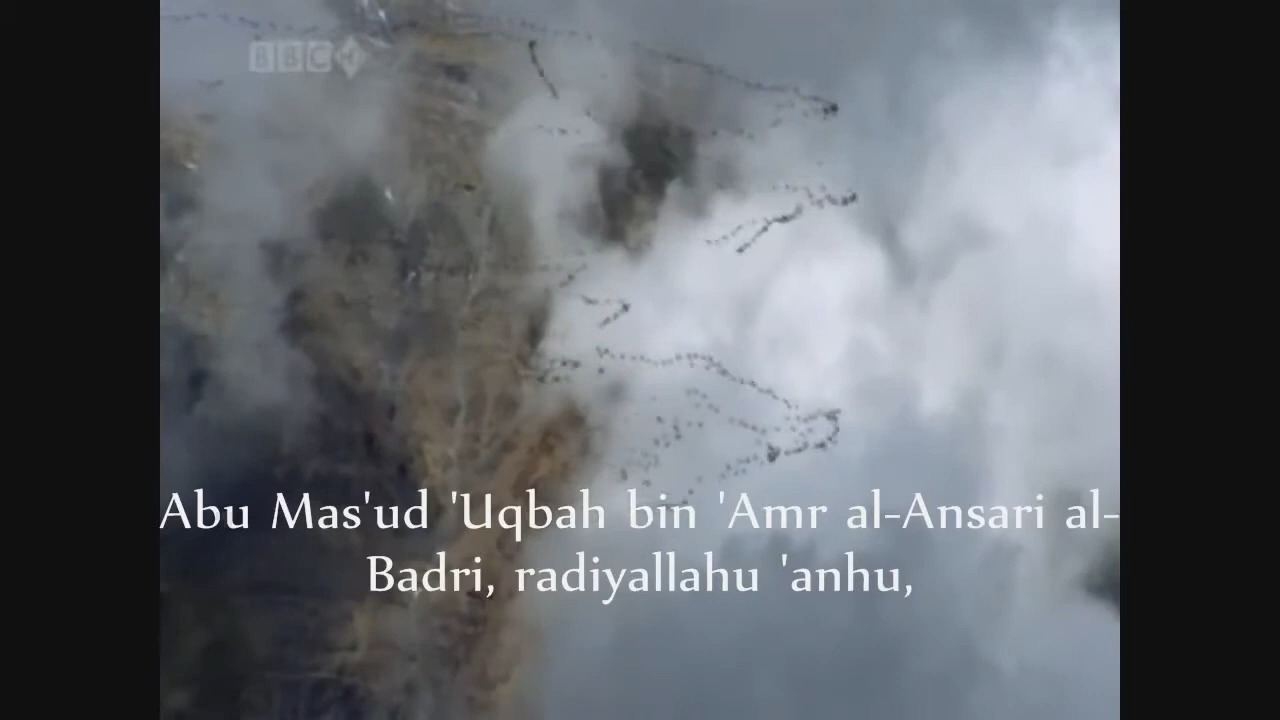 BBC
Abu Mas'ud 'Uqbah bin 'Amr al-Ansari al-
Badri, radiyallahu 'anhu,